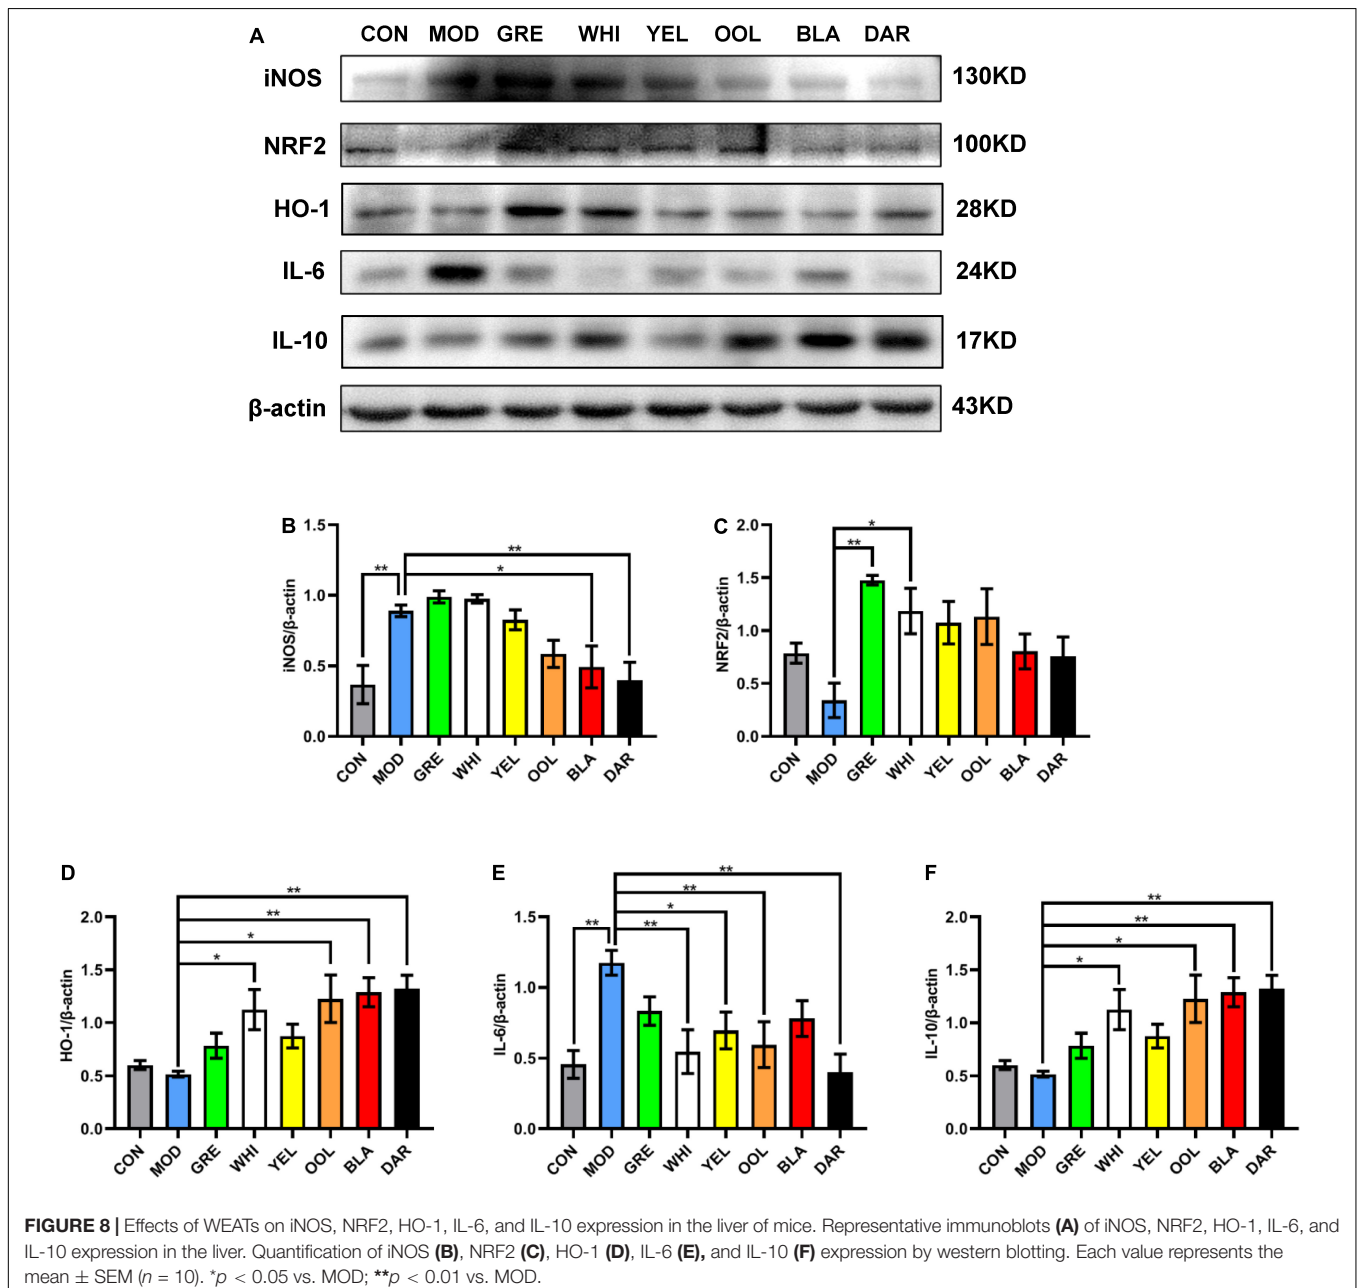 A CON MOD GRE WHI YEL OOL BLA DAR
iNOS 130KD
NRF2 100KD
HO-1 28KD
IL-6 24KD
IL-10 17KD
β-actin 43KD
B
iNOS/β-actin
1.5
1.0
0.5
0.0
** * **
CON MOD GRE WHI YEL OOL BLA DAR
C
NRF2/β-actin
2.0
1.5
1.0
0.5
0.0
** *
CON MOD GRE WHI YEL OOL BLA DAR
D
HO-1/β-actin
2.0
1.5
1.0
0.5
0.0
** ** * *
CON MOD GRE WHI YEL OOL BLA DAR
E
IL-6/β-actin
1.5
1.0
0.5
0.0
** ** * ** **
CON MOD GRE WHI YEL OOL BLA DAR
F
IL-10/β-actin
2.0
1.5
1.0
0.5
0.0
** ** * *
CON MOD GRE WHI YEL OOL BLA DAR
FIGURE 8 | Effects of WEATs on iNOS, NRF2, HO-1, IL-6, and IL-10 expression in the liver of mice. Representative immunoblots (A) of iNOS, NRF2, HO-1, IL-6, and
IL-10 expression in the liver. Quantification of iNOS (B), NRF2 (C), HO-1 (D), IL-6 (E), and IL-10 (F) expression by western blotting. Each value represents the
mean ± SEM (n = 10). *p < 0.05 vs. MOD; **p < 0.01 vs. MOD.